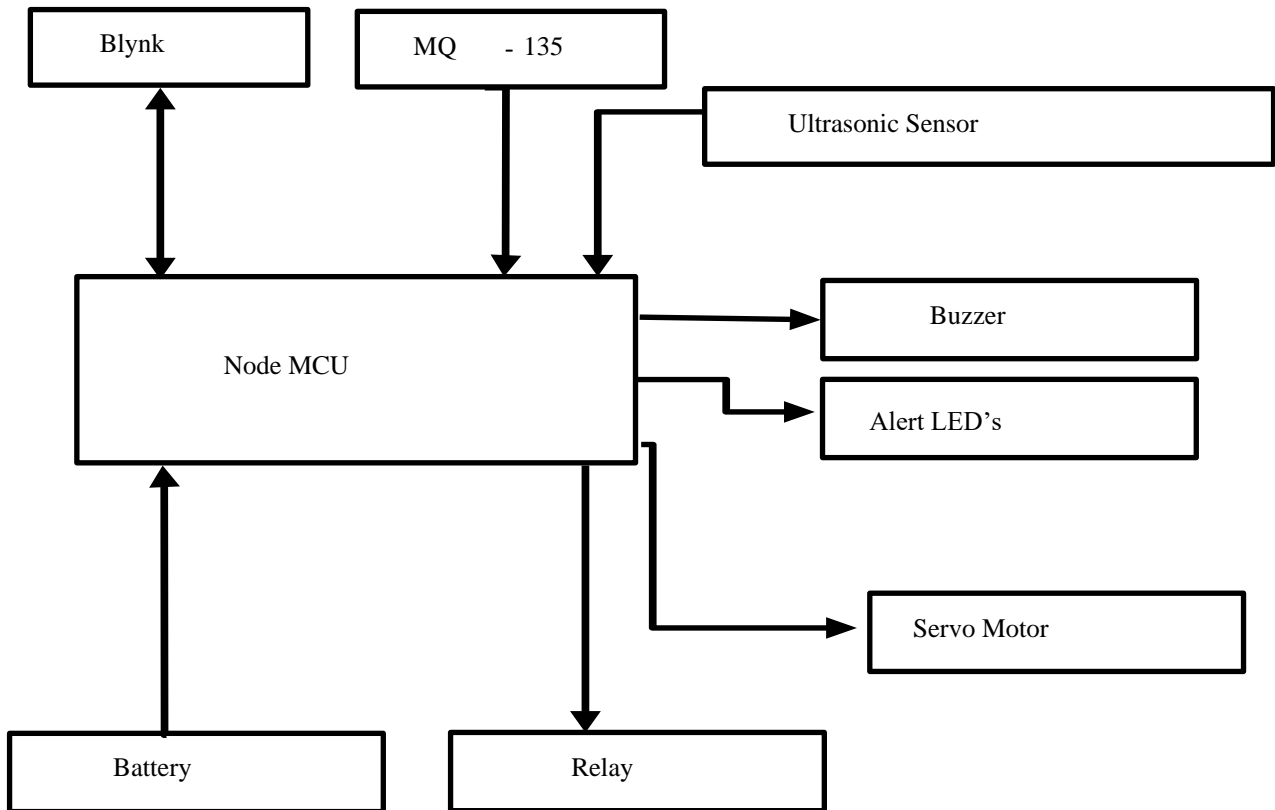 Blynk
MQ - 135
Ultrasonic Sensor
Buzzer
Node MCU
Alert LED’s
Servo Motor
Battery
Relay